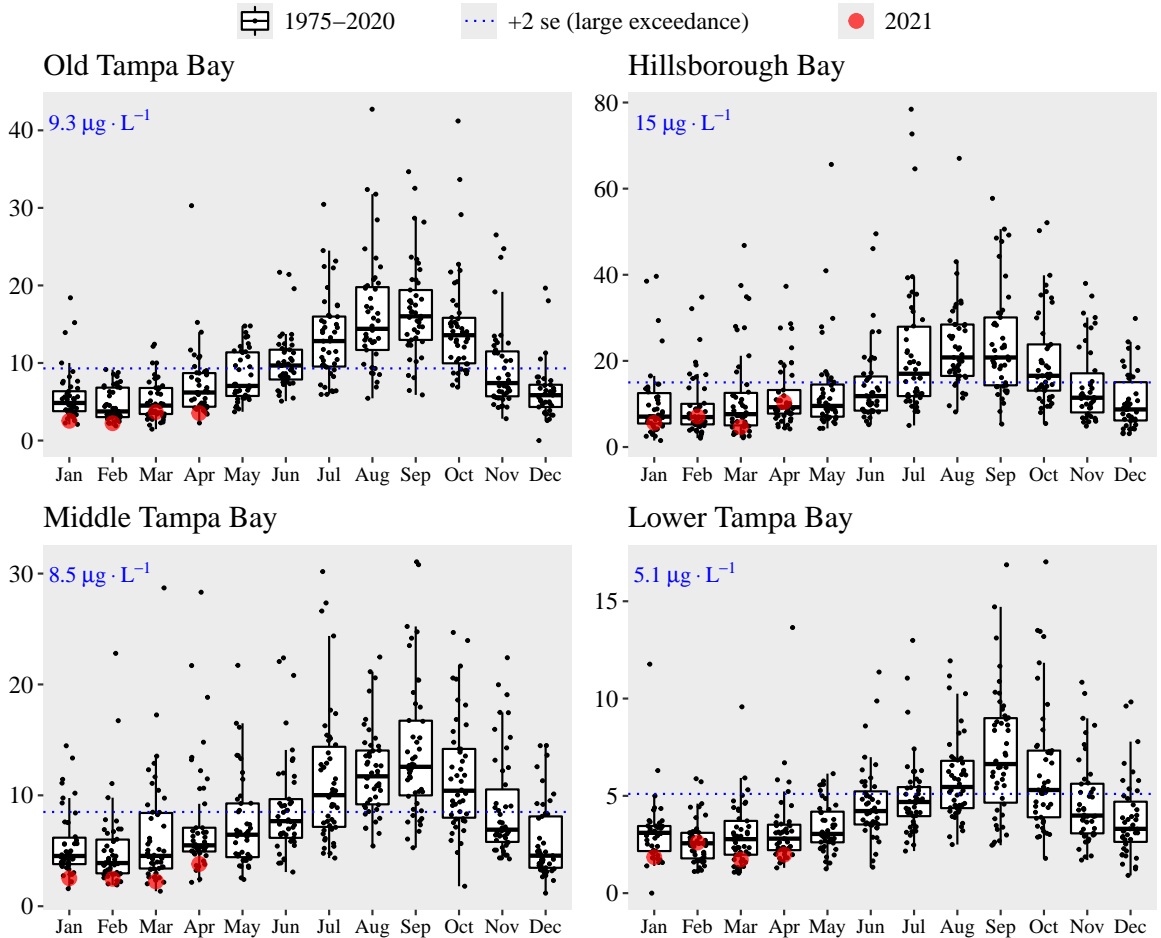 1975−2020 +2 se (large exceedance) 2021
Old Tampa Bay
9.3 μg · L⁻¹
40
30
20
10
0
Jan Feb Mar Apr May Jun Jul Aug Sep Oct Nov Dec
Hillsborough Bay
15 μg · L⁻¹
80
60
40
20
0
Jan Feb Mar Apr May Jun Jul Aug Sep Oct Nov Dec
Middle Tampa Bay
8.5 μg · L⁻¹
30
20
10
0
Jan Feb Mar Apr May Jun Jul Aug Sep Oct Nov Dec
Lower Tampa Bay
5.1 μg · L⁻¹
15
10
5
0
Jan Feb Mar Apr May Jun Jul Aug Sep Oct Nov Dec